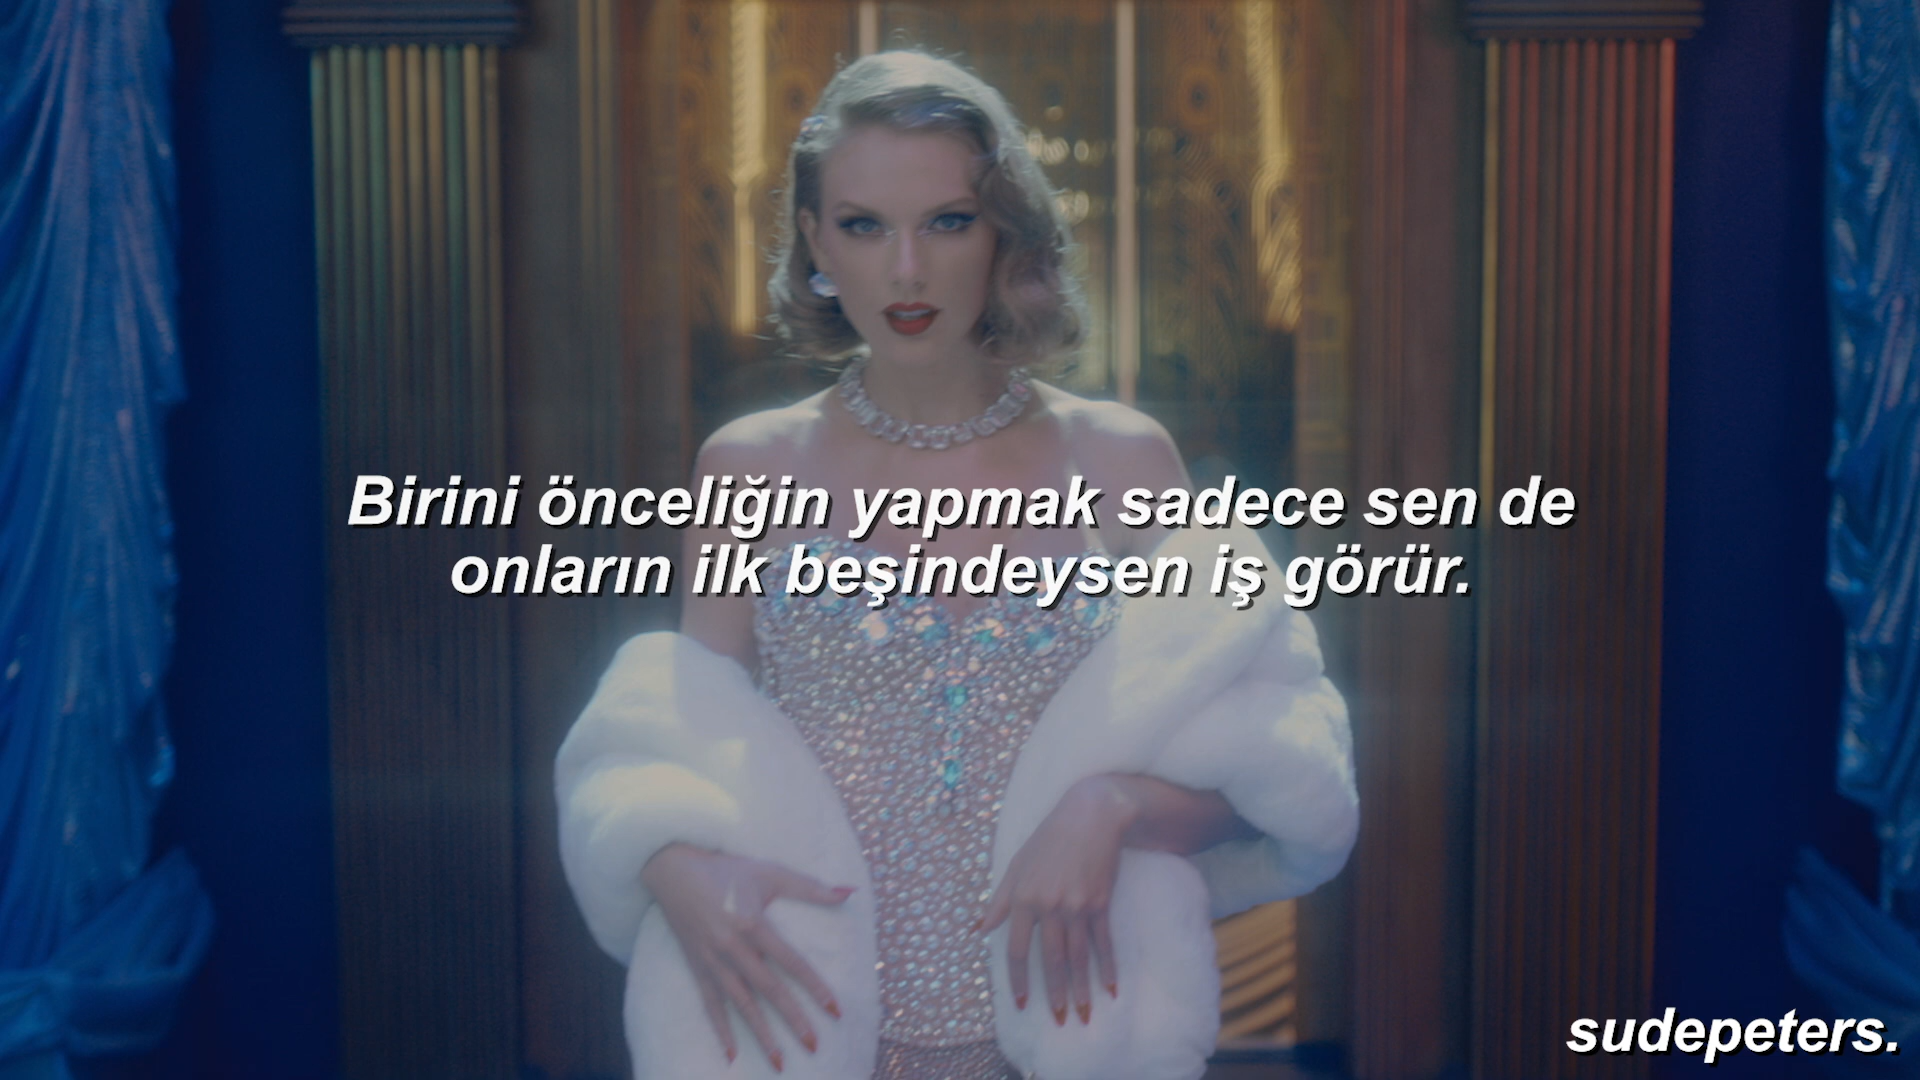 Birini önceliğin yapmak sadece sen de
onların ilk beşindeysen iş görür.
sudepeters.